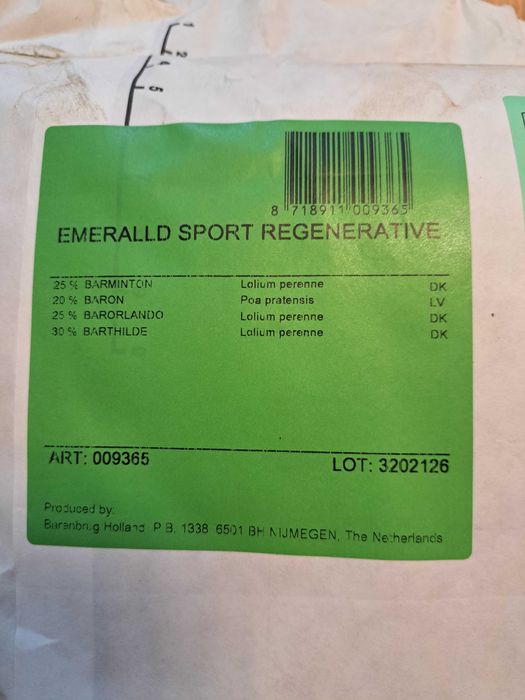 8 718911 009365
EMERALLD SPORT REGENERATIVE
25 % BARMINTON Lolium perenne DK
20 % BARON Poa pratensis LV
25 % BARORLANDO Lolium perenne DK
30 % BARTHILDE Lolium perenne DK
ART: 009365 LOT: 3202126
Produced by:
Barenbrug Holland P.B. 1338 6501 BH NIJMEGEN, The Netherlands